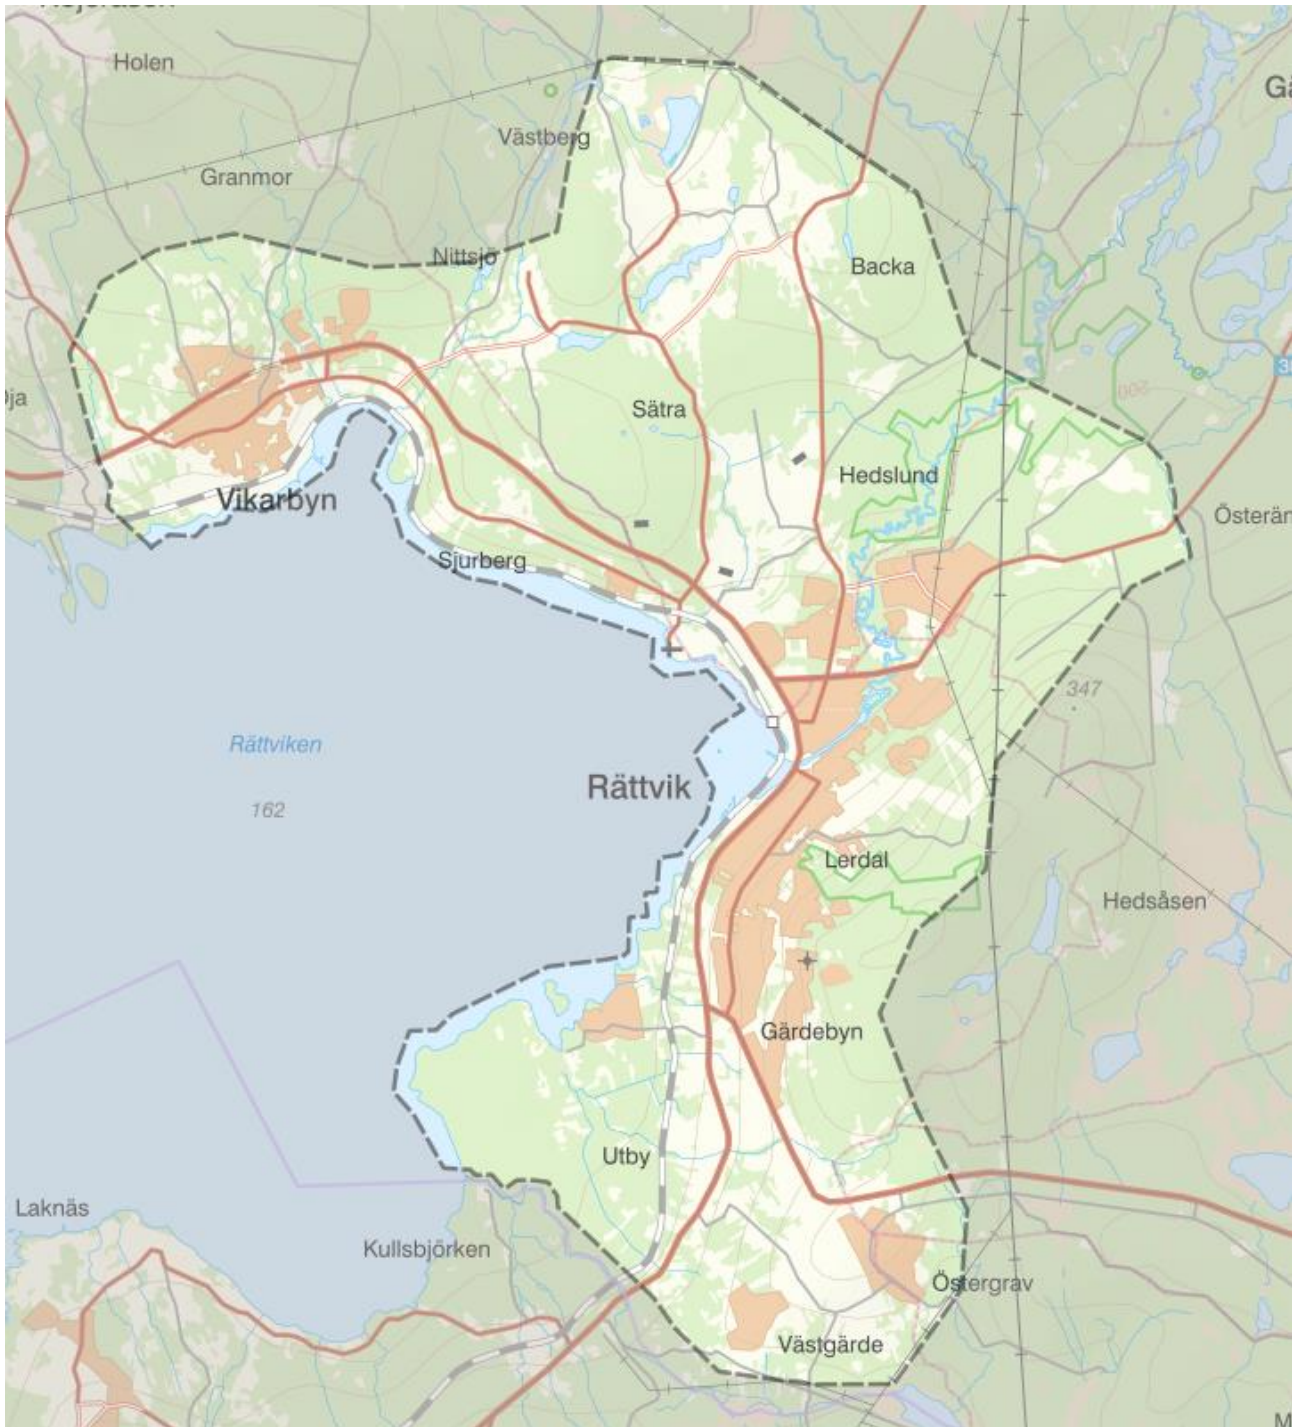 Holen
Gä
Västberg
Granmor
Nittsjö
Backa
Sätra
Hedslund
Vikarbyn
Österän
Sjurberg
347
Rättviken
Rättvik
162
Lerdal
Hedsåsen
Gärdebyn
Utby
Laknäs
Kullsbjörken
Östergrav
Västgärde
M